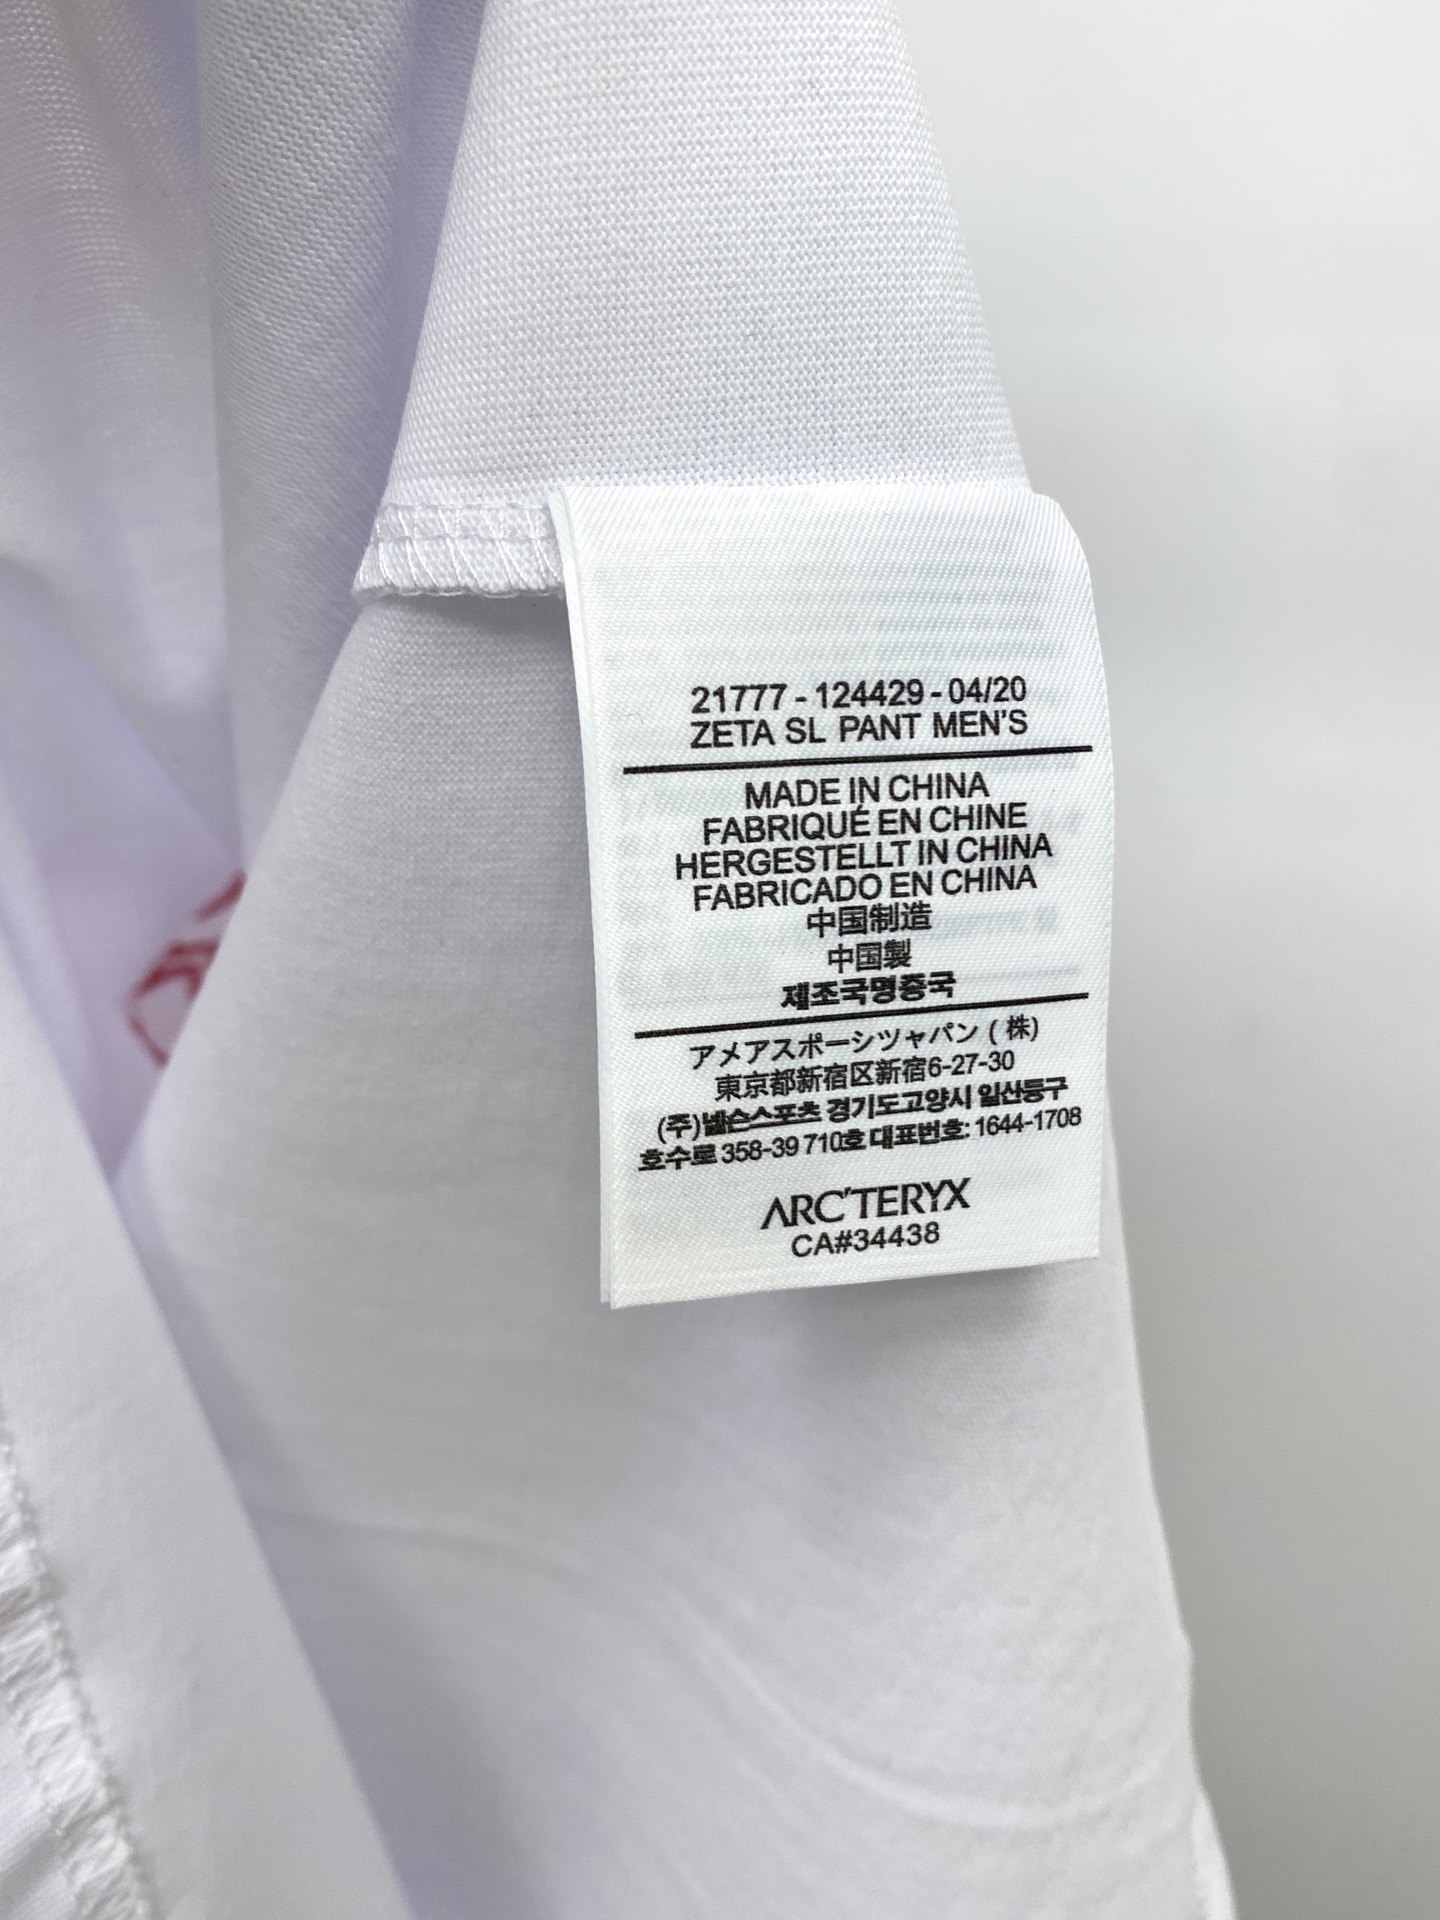 21777 - 124429 - 04/20
ZETA SL PANT MEN'S
MADE IN CHINA
FABRIQUÉ EN CHINE
HERGESTELLT IN CHINA
FABRICADO EN CHINA
中国制造
中国製
제조국명중국
アメアスポーシツャパン ( 株)
東京都新宿区新宿6-27-30
(주)넬슨스포츠 경기도고양시 일산동구
호수로 358-39 710호 대표번호: 1644-1708
ARC'TERYX
CA#34438